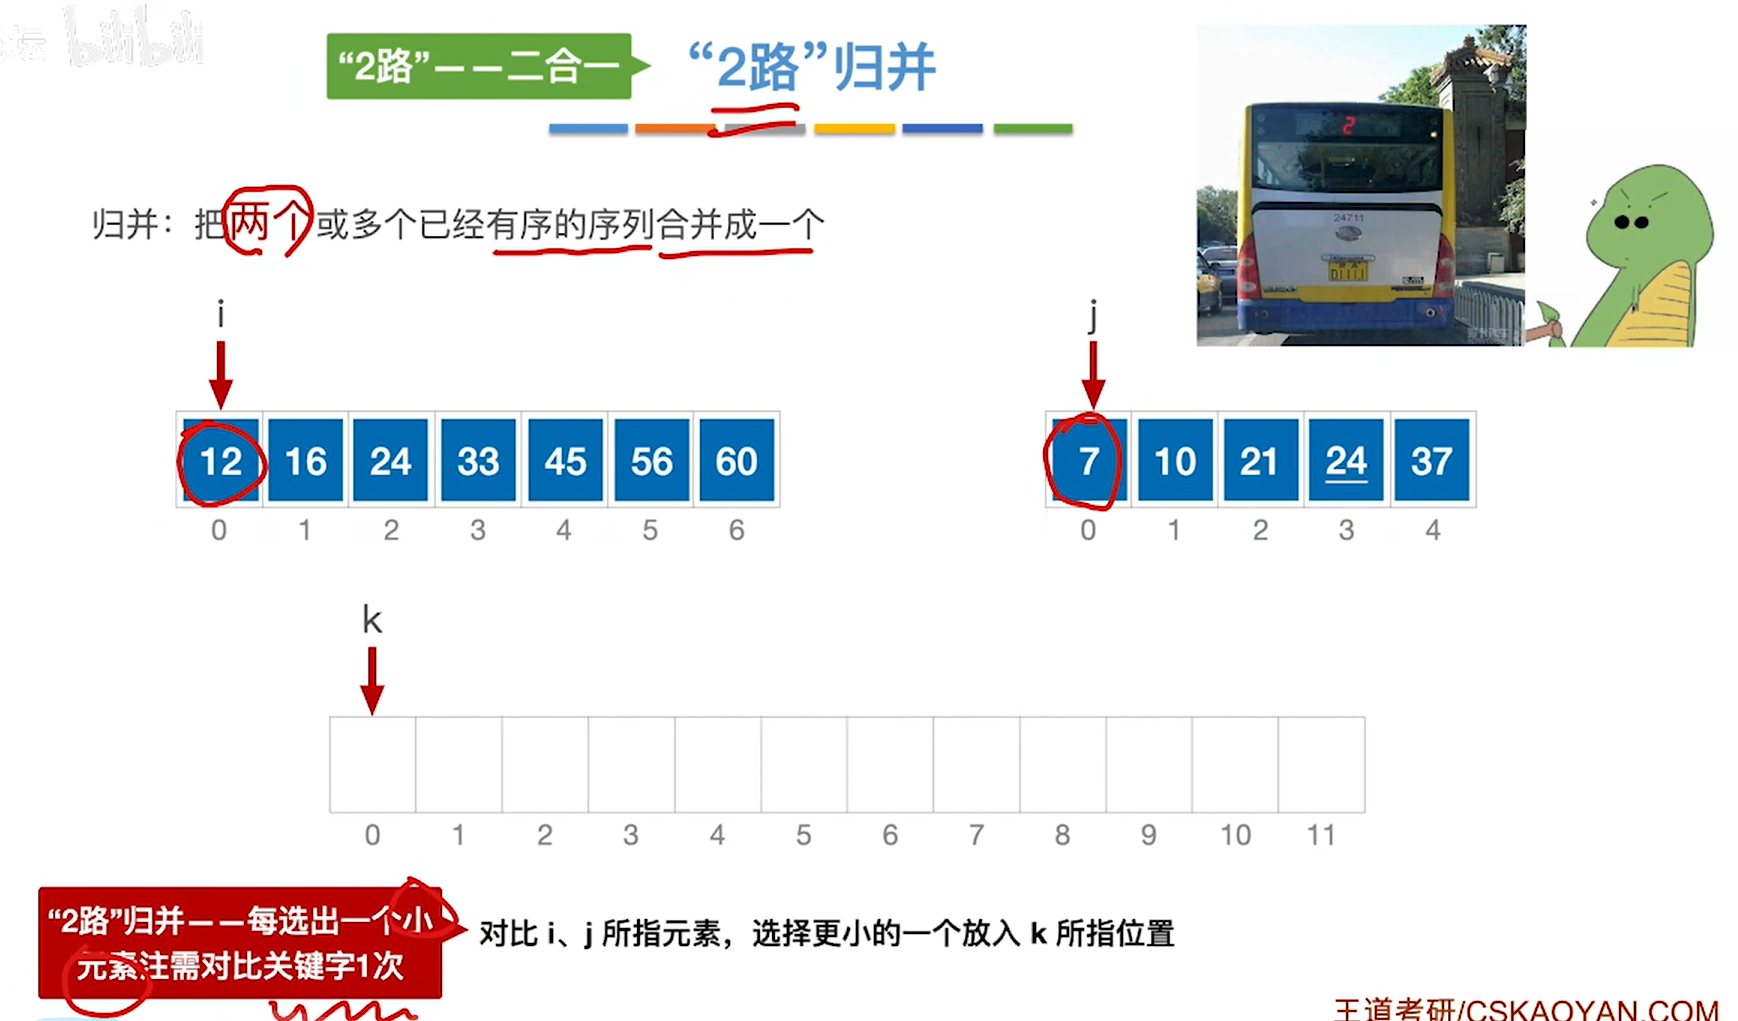 坛 bilibili
“2路”——二合一
“2路”归并
2
24711
D1111
归并：把两个或多个已经有序的序列合并成一个
i
j
12 16 24 33 45 56 60
7 10 21 24 37
0 1 2 3 4 5 6
0 1 2 3 4
k
0 1 2 3 4 5 6 7 8 9 10 11
“2路”归并——每选出一个小
元素注需对比关键字1次
对比 i、j 所指元素，选择更小的一个放入 k 所指位置
王道考研/CSKAOYAN.COM